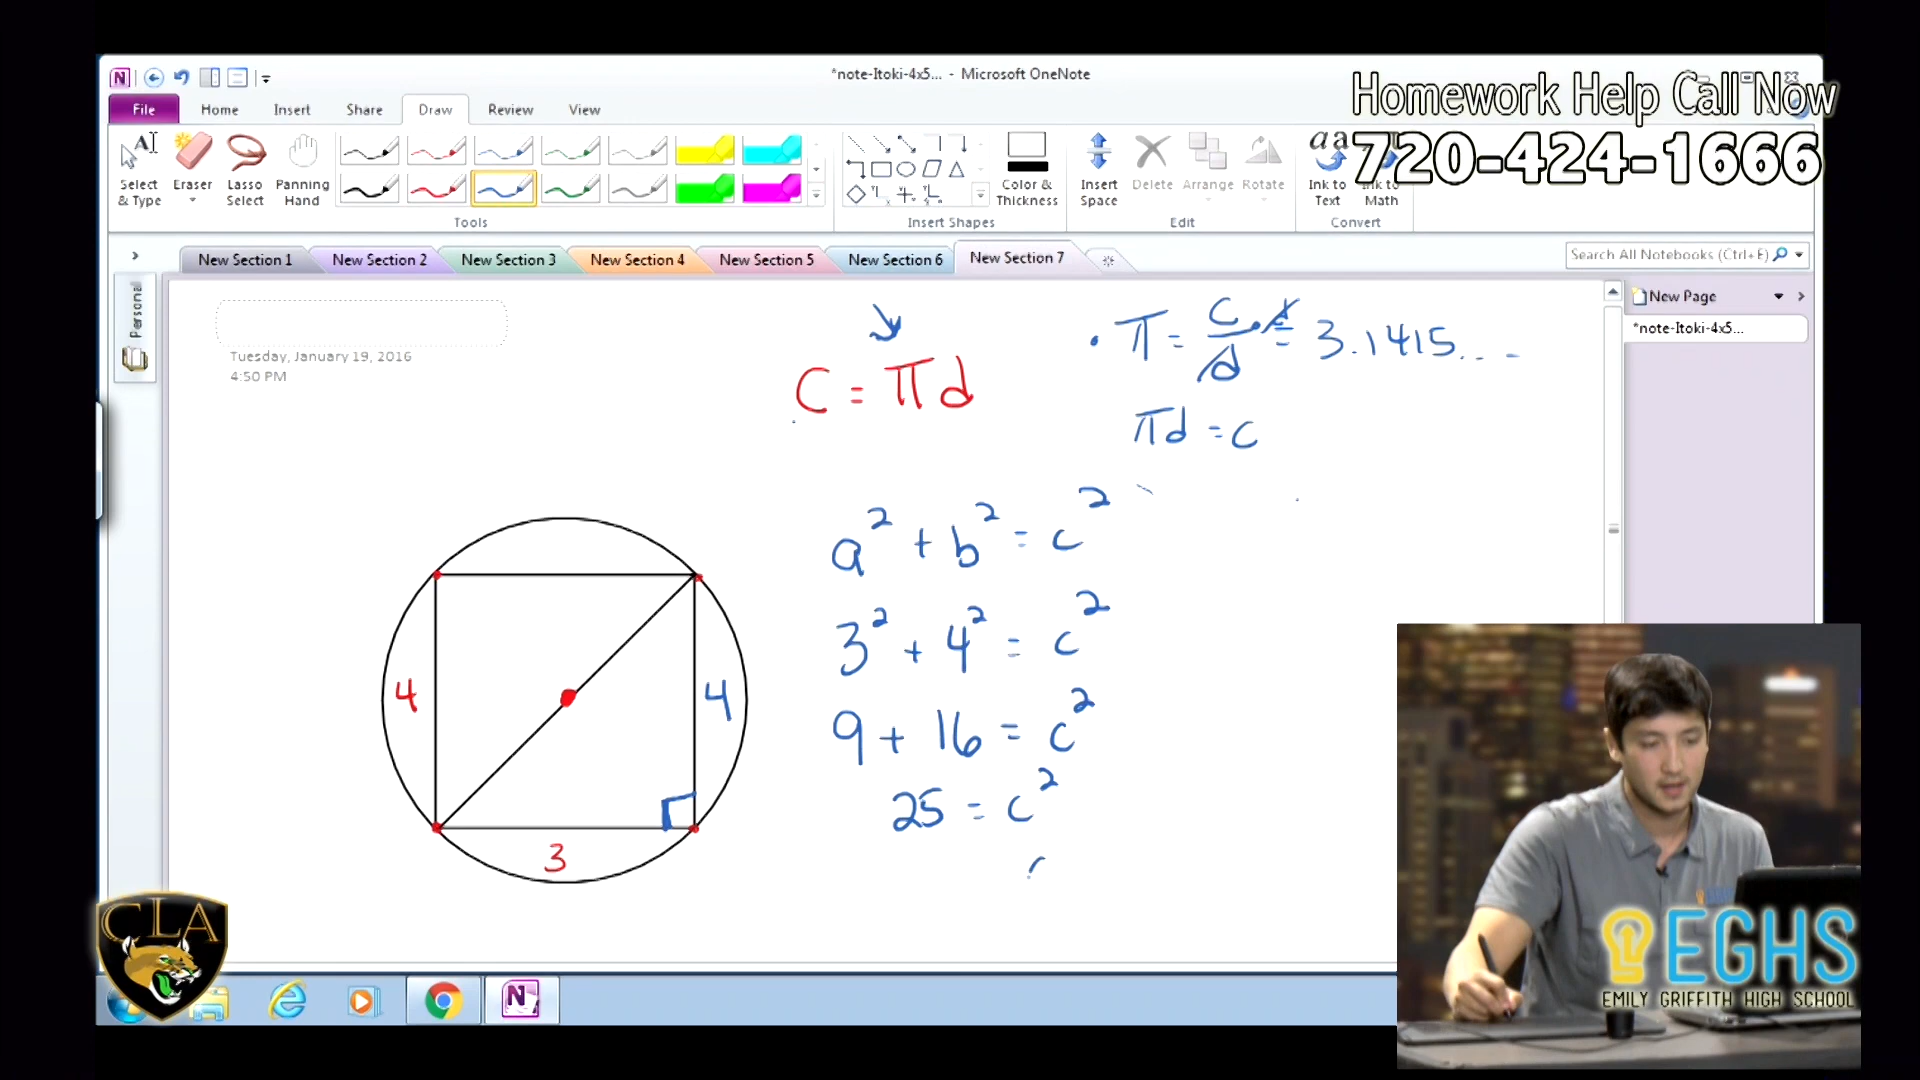 *note-Itoki-4x5... - Microsoft OneNote
Homework Help Call Now
720-424-1666
File Home Insert Share Draw Review View
Select & Type
Eraser
Lasso Select
Panning Hand
Color & Thickness
Insert Space
Delete
Arrange
Rotate
Ink to Text
Ink to Math
Tools
Insert Shapes
Edit
Convert
New Section 1
New Section 2
New Section 3
New Section 4
New Section 5
New Section 6
New Section 7
Search All Notebooks (Ctrl+E)
Personal
New Page
*note-Itoki-4x5...
Tuesday, January 19, 2016
4:50 PM
C = πd
π = c/d · d = 3.1415...
πd = c
a² + b² = c²
3² + 4² = c²
9 + 16 = c²
25 = c²
4
4
3
CLA
EGHS
EGHS
EMILY GRIFFITH HIGH SCHOOL